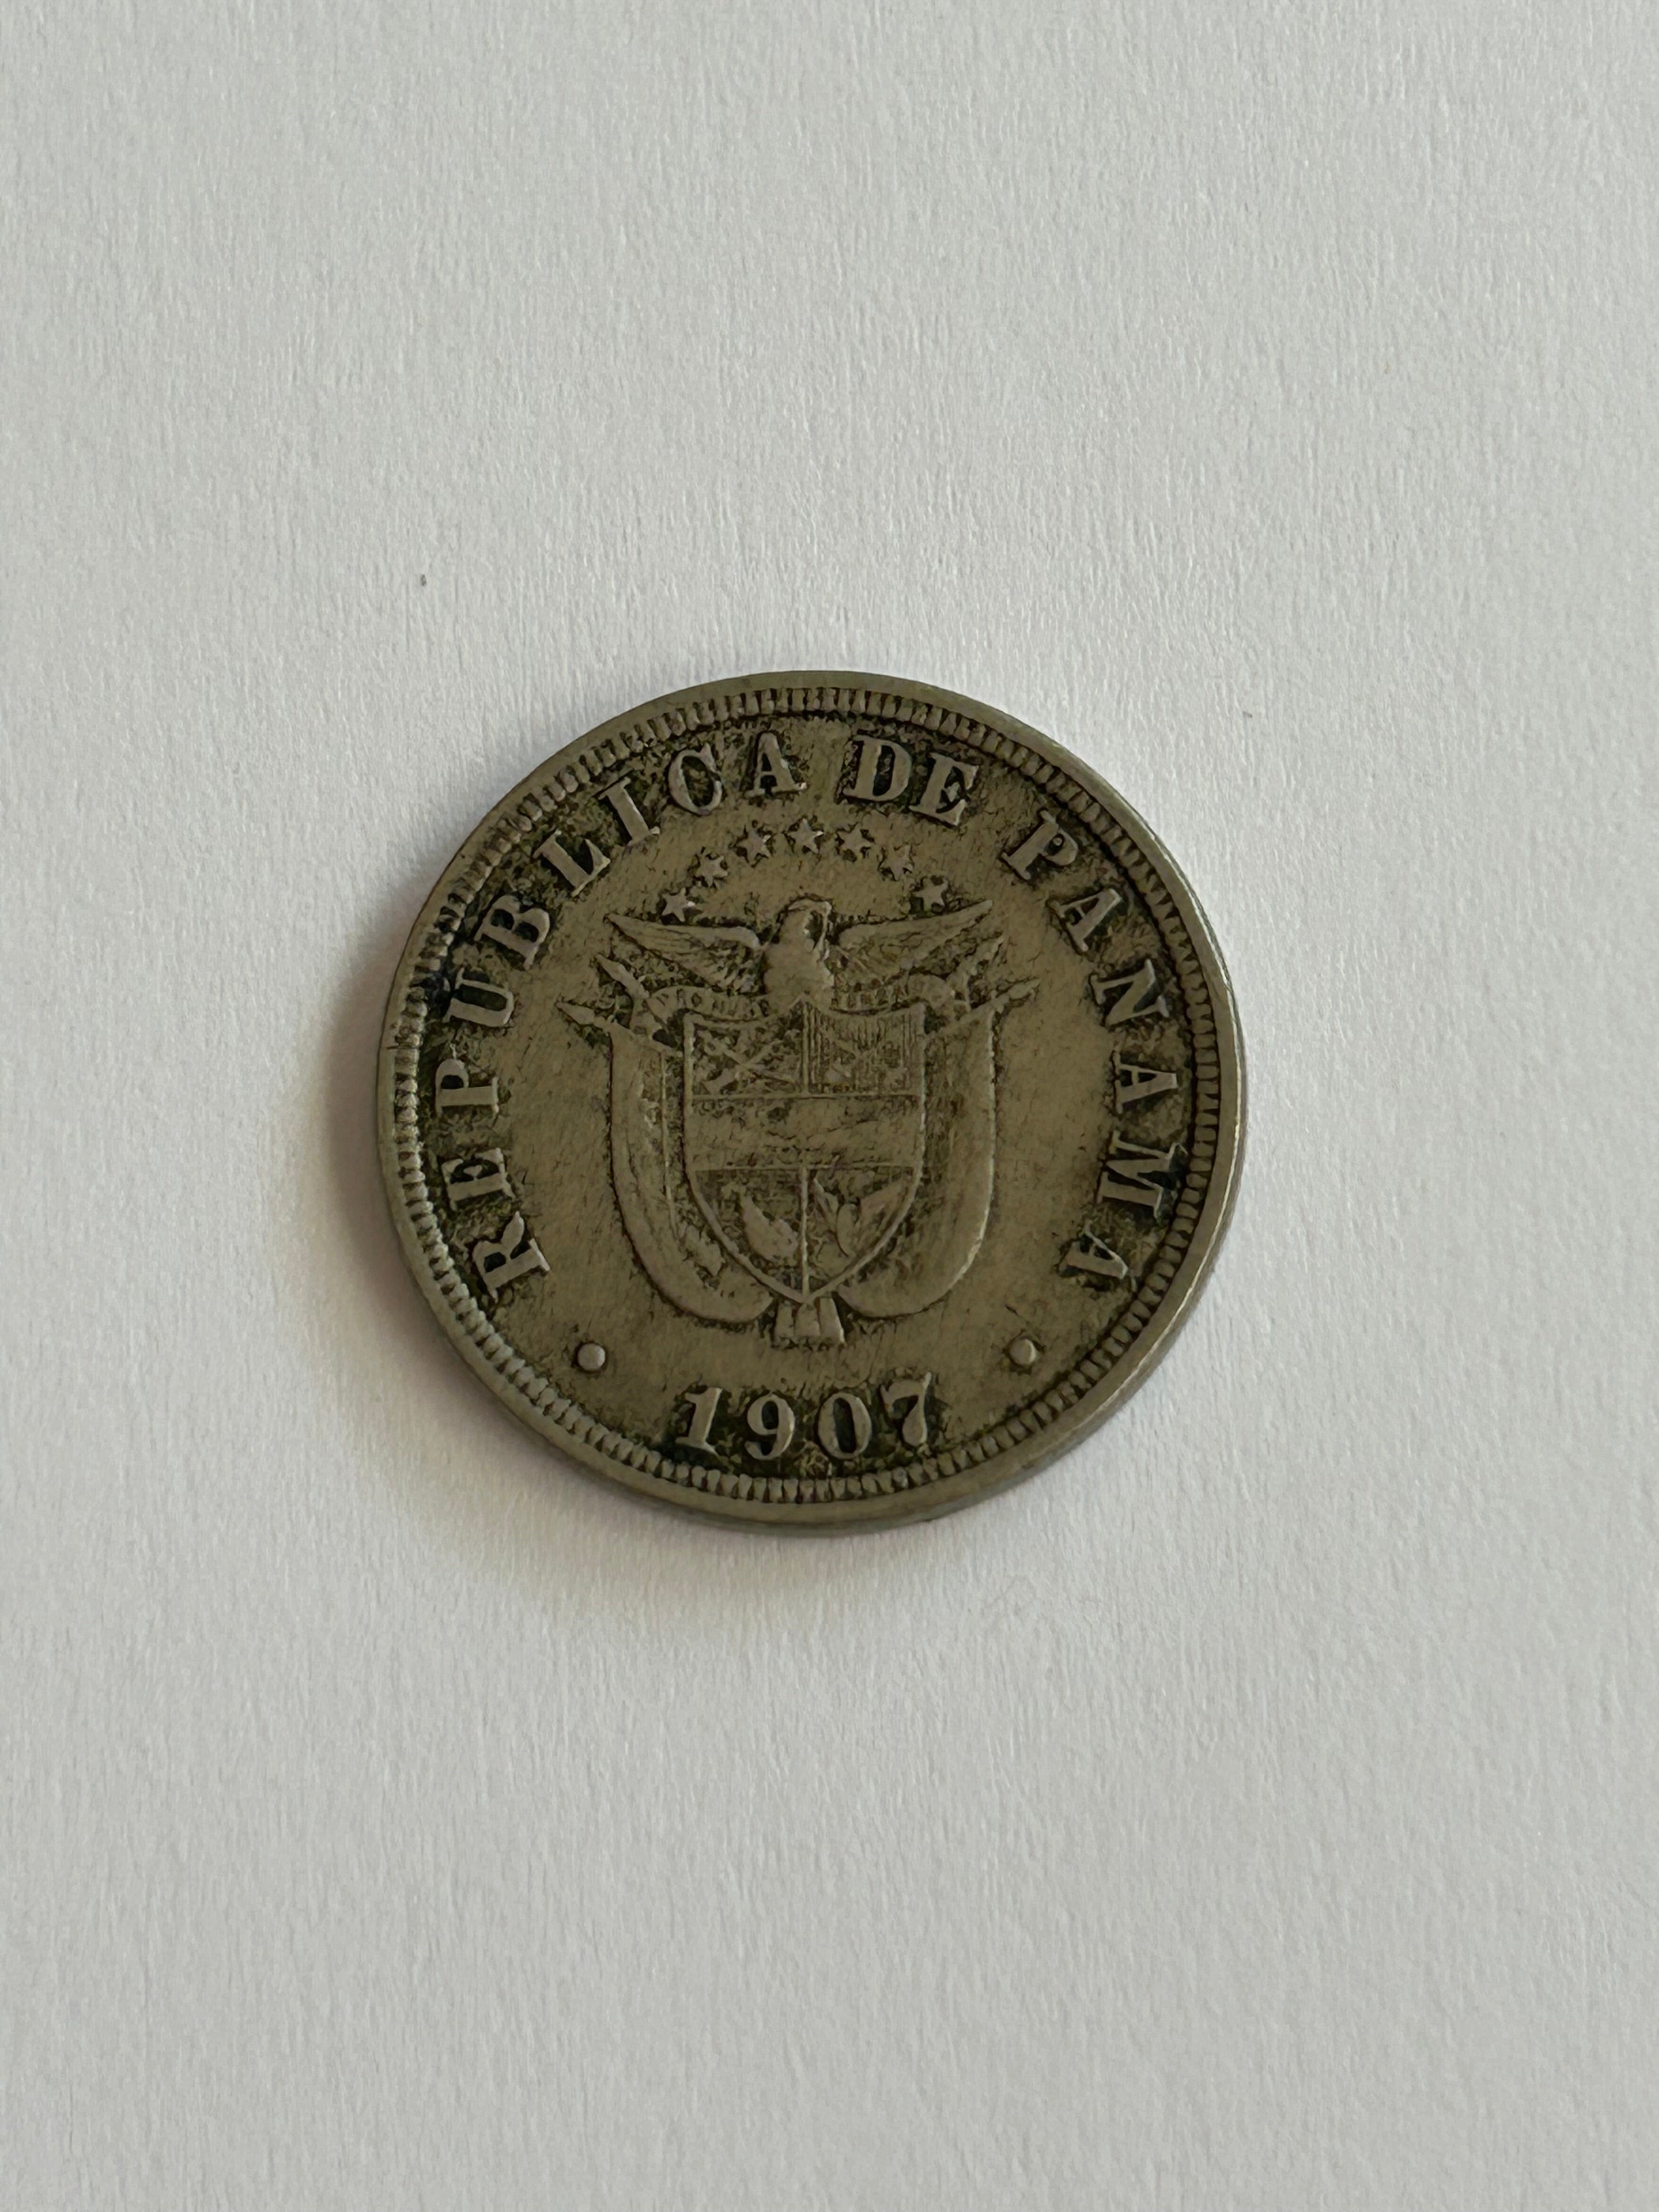 REPUBLICA DE PANAMA
1907